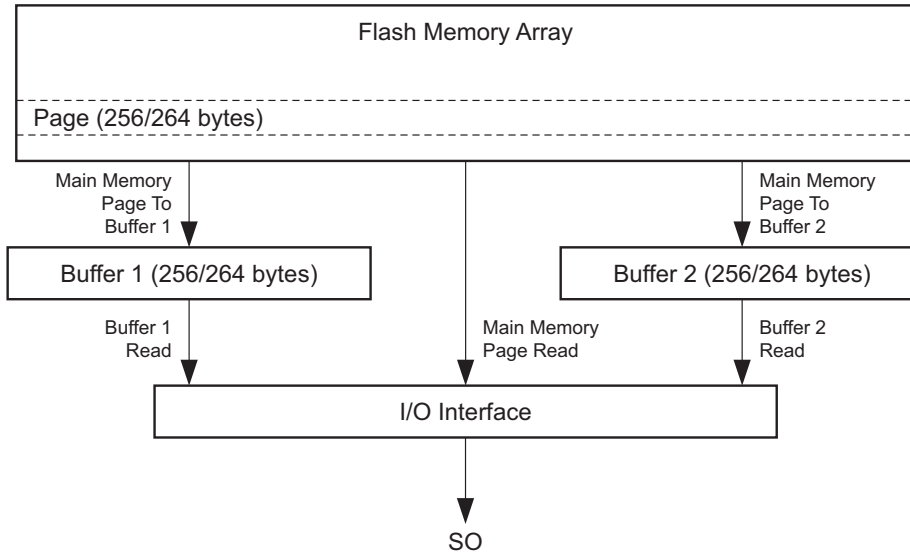 Flash Memory Array
Page (256/264 bytes)
Main Memory
Page To
Buffer 1
Main Memory
Page To
Buffer 2
Buffer 1 (256/264 bytes)
Buffer 2 (256/264 bytes)
Buffer 1
Read
Main Memory
Page Read
Buffer 2
Read
I/O Interface
SO